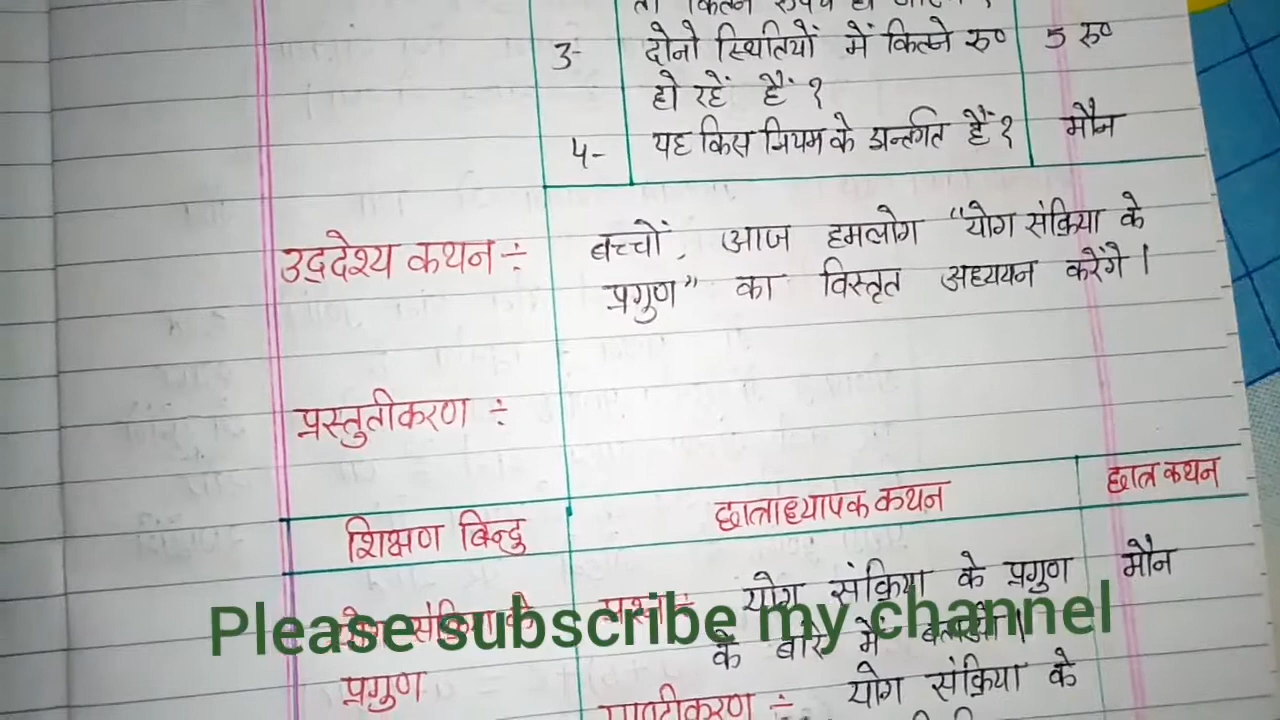 3- दोनो स्थितियों में कितने रु० 5 रु०
हो रहें हैं ?
4- यह किस नियम के अन्तर्गत हैं ? मौन
उद्देश्य कथन ÷ बच्चों, आज हमलोग “योग संक्रिया के
प्रगुण” का विस्तृत अध्ययन करेंगे ।
प्रस्तुतीकरण ÷
शिक्षण बिन्दु छात्राध्यापक कथन छात्र कथन
संक्रिया के योग संक्रिया के प्रगुण मौन
Please subscribe my channel
के बारे में
प्रगुण योग संक्रिया के